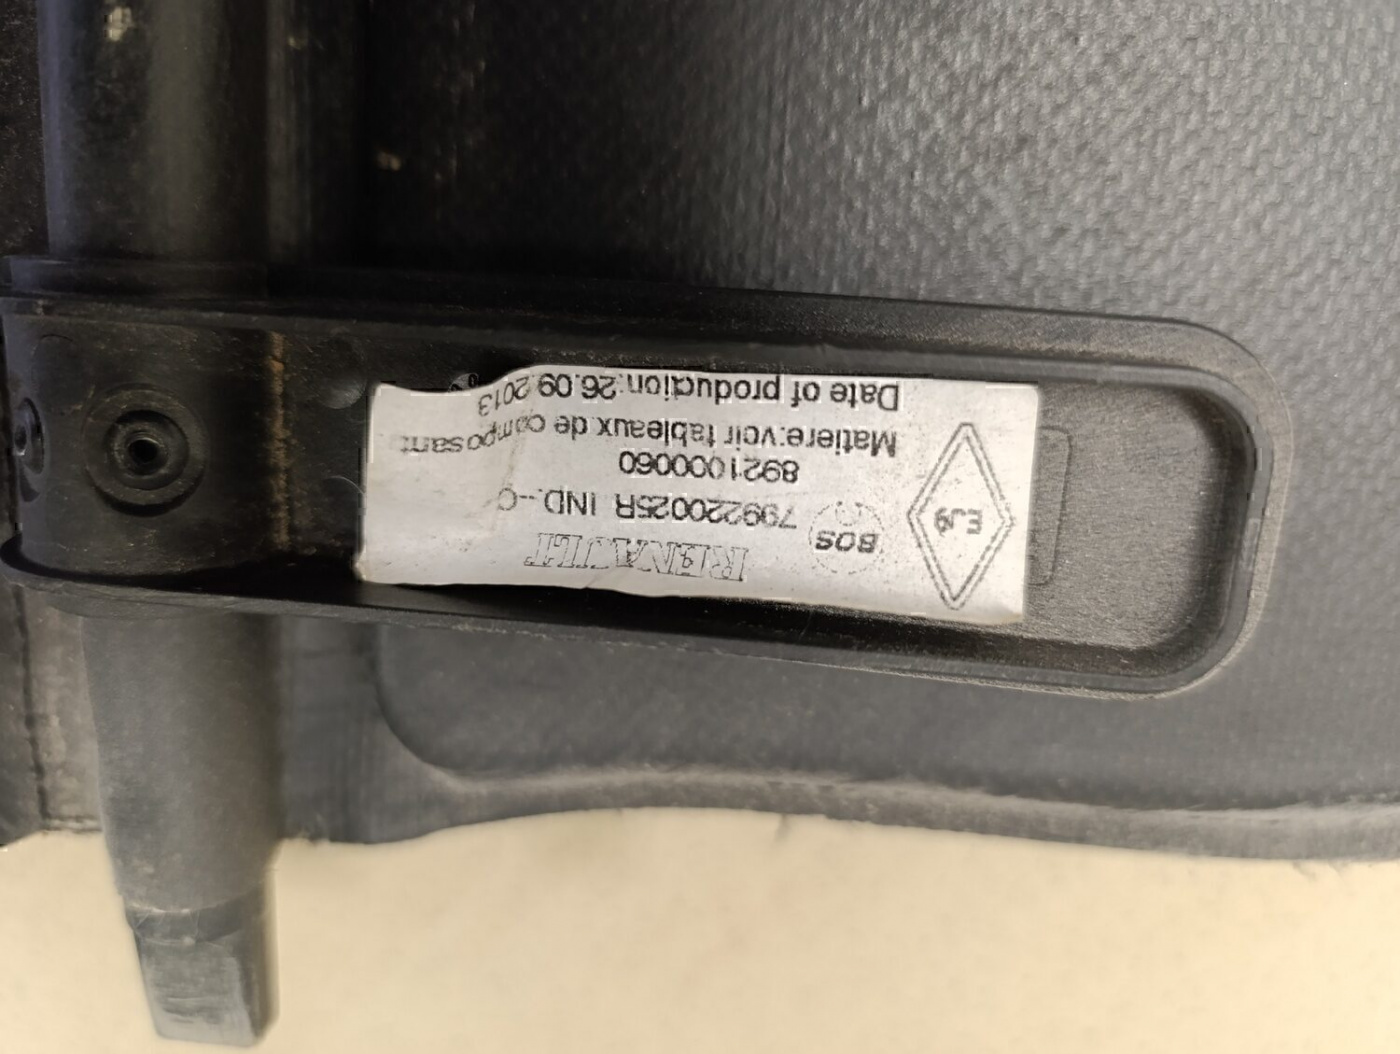 RENAULT
799220025R IND.-C
8921000060
Matiere:voir tableaux de composant
Date of production:26.09.2013
BOS
EJ9